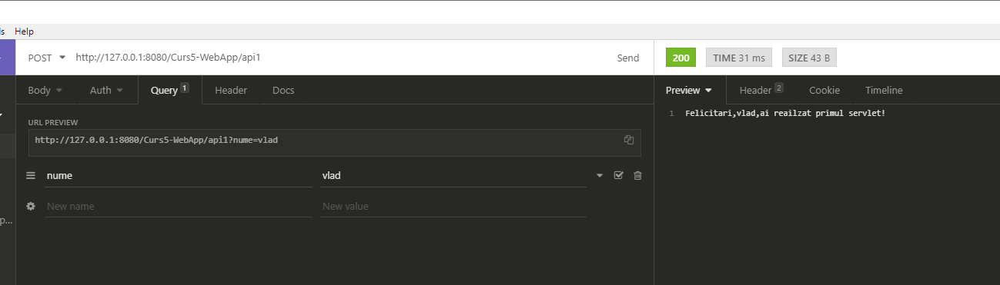 Help
POST http://127.0.0.1:8080/Curs5-WebApp/api1 Send
200 TIME 31 ms SIZE 43 B
Body Auth Query 1 Header Docs
Preview Header 2 Cookie Timeline
URL PREVIEW
http://127.0.0.1:8080/Curs5-WebApp/api1?nume=vlad
nume vlad
New name New value
1 Felicitari,vlad,ai reailzat primul servlet!
p...